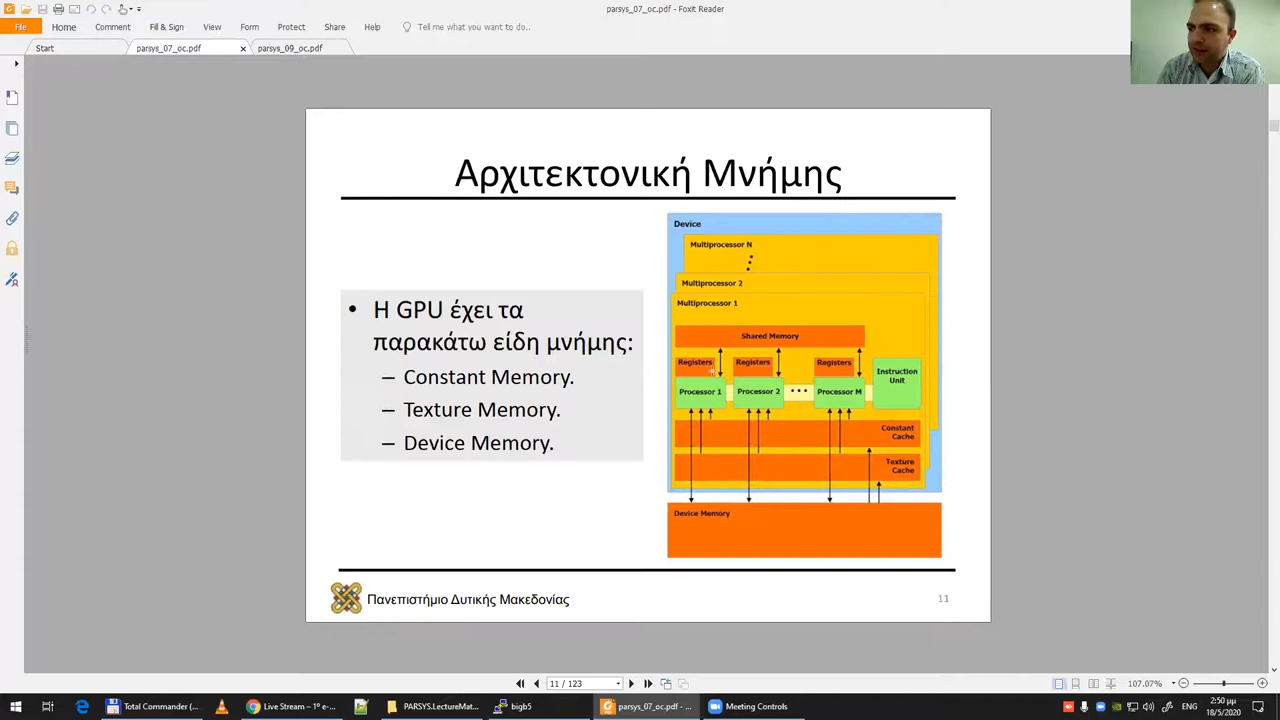 parsys_07_oc.pdf - Foxit Reader
File Home Comment Fill & Sign View Form Protect Share Help Tell me what you want to do..
Start parsys_07_oc.pdf parsys_09_oc.pdf
Αρχιτεκτονική Μνήμης
• Η GPU έχει τα
παρακάτω είδη μνήμης:
– Constant Memory.
– Texture Memory.
– Device Memory.
Device
Multiprocessor N
Multiprocessor 2
Multiprocessor 1
Shared Memory
Registers Registers Registers
Processor 1 Processor 2 ••• Processor M
Instruction
Unit
Constant
Cache
Texture
Cache
Device Memory
Πανεπιστήμιο Δυτικής Μακεδονίας
11
11 / 123
107.07%
Total Commander (... Live Stream – 1º e-... PARSYS.LectureMat... bigb5 parsys_07_oc.pdf - ... Meeting Controls
2:50 μμ
18/5/2020